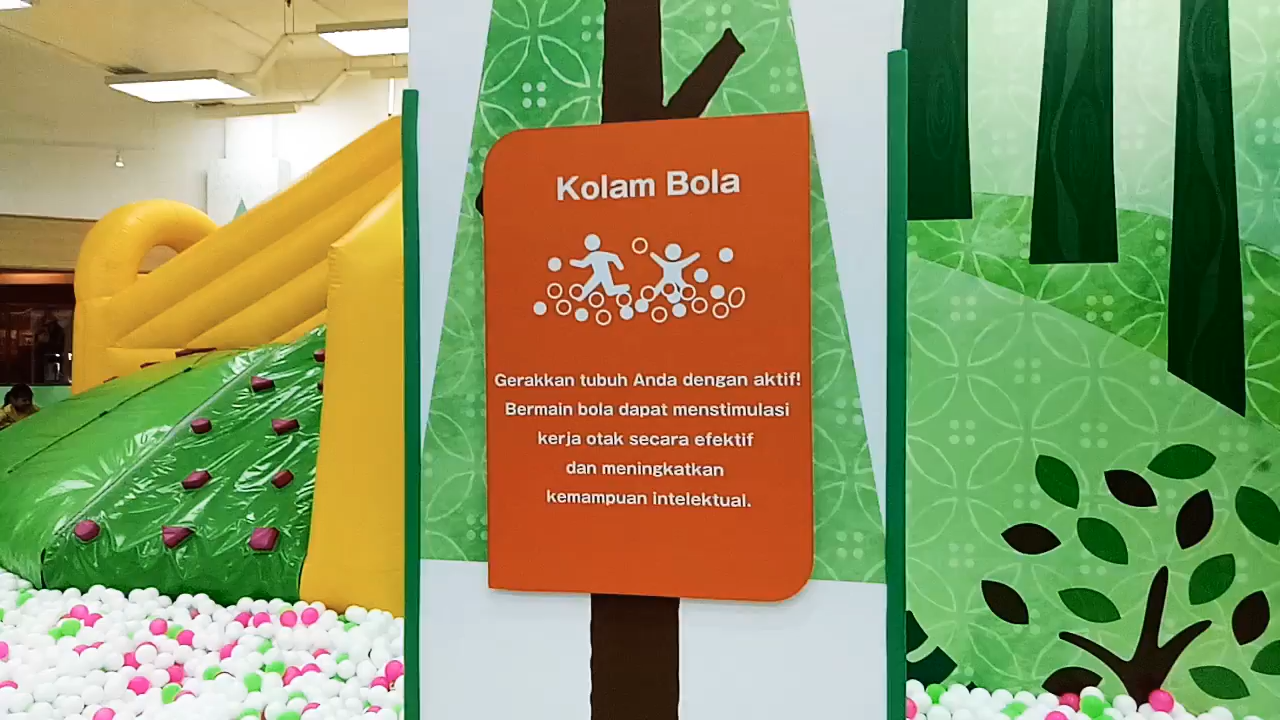 Kolam Bola
Gerakkan tubuh Anda dengan aktif!
Bermain bola dapat menstimulasi
kerja otak secara efektif
dan meningkatkan
kemampuan intelektual.